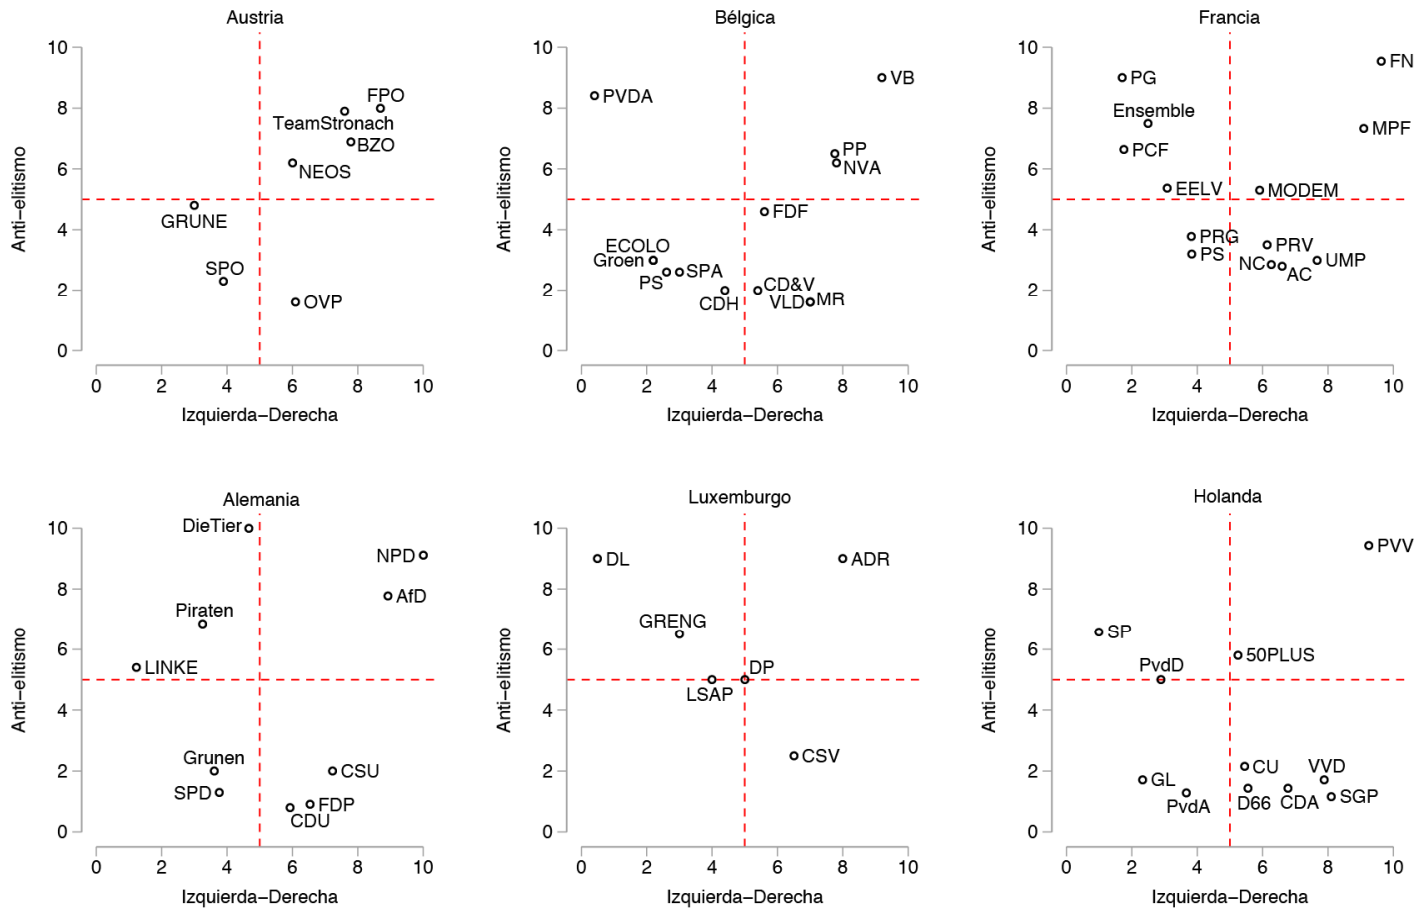 Austria
10
8
6
4
2
0
Anti−elitismo
FPO
TeamStronach
BZO
NEOS
GRUNE
SPO
OVP
0 2 4 6 8 10
Izquierda−Derecha
Bélgica
10
8
6
4
2
0
Anti−elitismo
VB
PVDA
PP
NVA
FDF
ECOLO
Groen
PS
SPA
CDH
CD&V
VLD
MR
0 2 4 6 8 10
Izquierda−Derecha
Francia
10
8
6
4
2
0
Anti−elitismo
FN
PG
Ensemble
MPF
PCF
EELV
MODEM
PRG
PS
PRV
NC
AC
UMP
0 2 4 6 8 10
Izquierda−Derecha
Alemania
10
8
6
4
2
0
Anti−elitismo
DieTier
NPD
AfD
Piraten
LINKE
Grunen
SPD
CSU
FDP
CDU
0 2 4 6 8 10
Izquierda−Derecha
Luxemburgo
10
8
6
4
2
0
Anti−elitismo
DL
ADR
GRENG
DP
LSAP
CSV
0 2 4 6 8 10
Izquierda−Derecha
Holanda
10
8
6
4
2
0
Anti−elitismo
PVV
SP
50PLUS
PvdD
GL
PvdA
CU
VVD
D66
CDA
SGP
0 2 4 6 8 10
Izquierda−Derecha